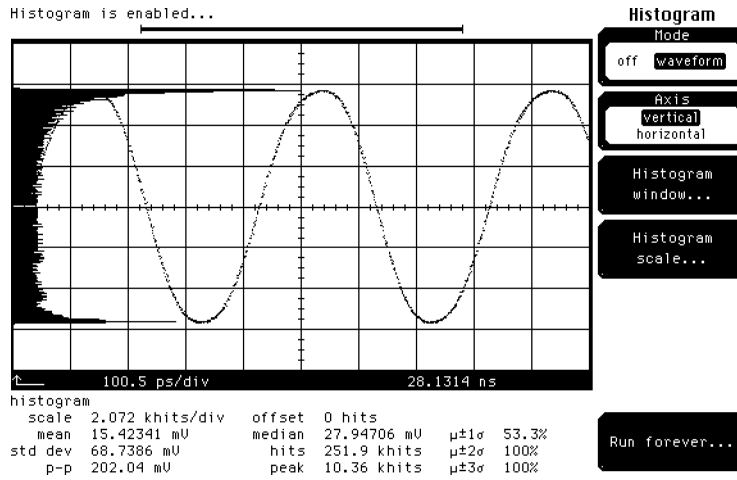 Histogram is enabled...
Histogram
Mode
off waveform
Axis
vertical
horizontal
Histogram
window...
Histogram
scale...
100.5 ps/div 28.1314 ns
histogram
scale 2.072 khits/div offset 0 hits
mean 15.42341 mV median 27.94706 mV µ±1σ 53.3%
std dev 68.7386 mV hits 251.9 khits µ±2σ 100%
p-p 202.04 mV peak 10.36 khits µ±3σ 100%
Run forever...